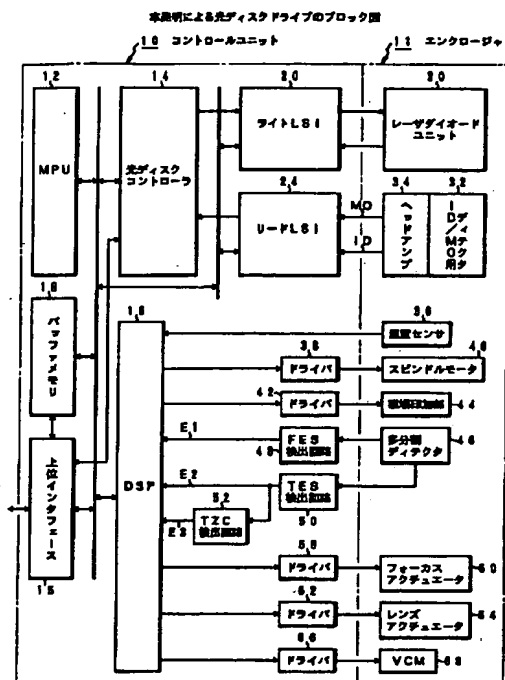 本発明による光ディスクドライブのブロック図
10 コントロールユニット
11 エンクロージャ
12
14
20
30
MPU
光ディスク
コントローラ
ライトLSI
レーザダイオード
ユニット
24
34
32
リードLSI
MO
ID
ヘッドアンプ
ID/MO用
ディテクタ
18
バッファメモリ
16
36
温度センサ
38
ドライバ
40
スピンドルモータ
42
ドライバ
44
E1
FES
検出回路
48
多分割
ディテクタ
46
上位インタフェース
DSP
E2
TES
検出回路
50
52
TZC
検出回路
E3
58
ドライバ
フォーカス
アクチュエータ
60
62
ドライバ
レンズ
アクチュエータ
64
66
ドライバ
VCM
68